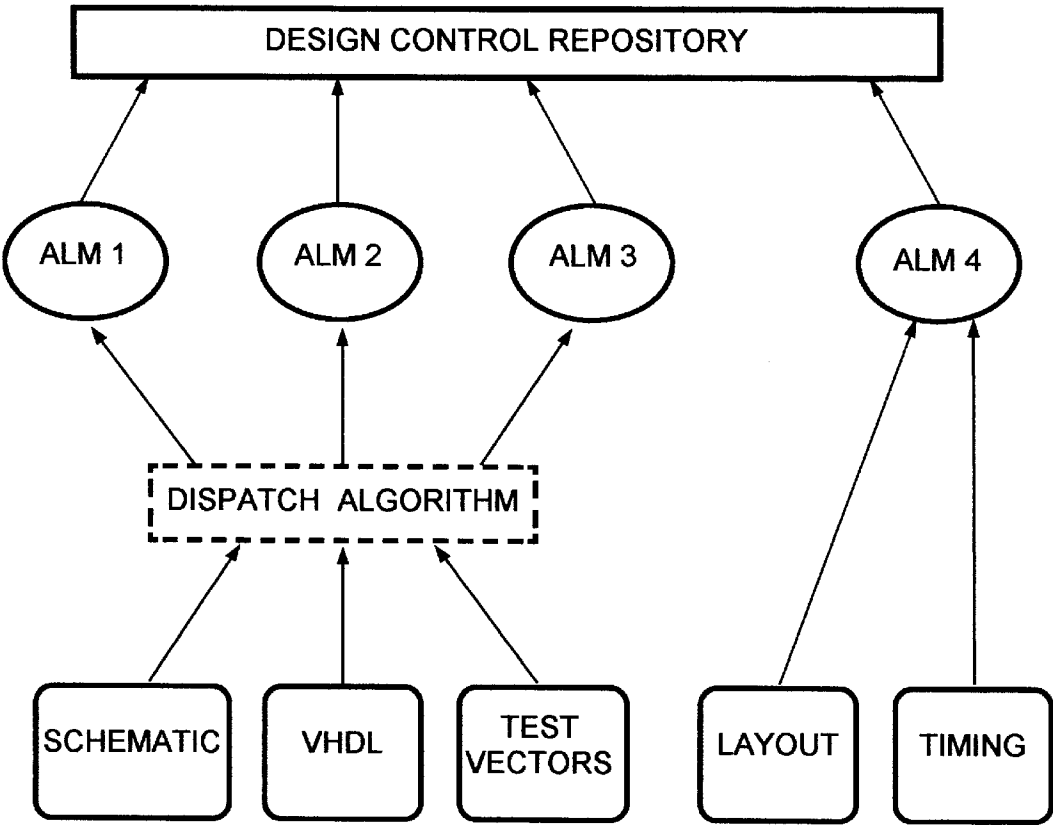 DESIGN CONTROL REPOSITORY
ALM 1
ALM 2
ALM 3
ALM 4
DISPATCH ALGORITHM
SCHEMATIC
VHDL
TEST
VECTORS
LAYOUT
TIMING